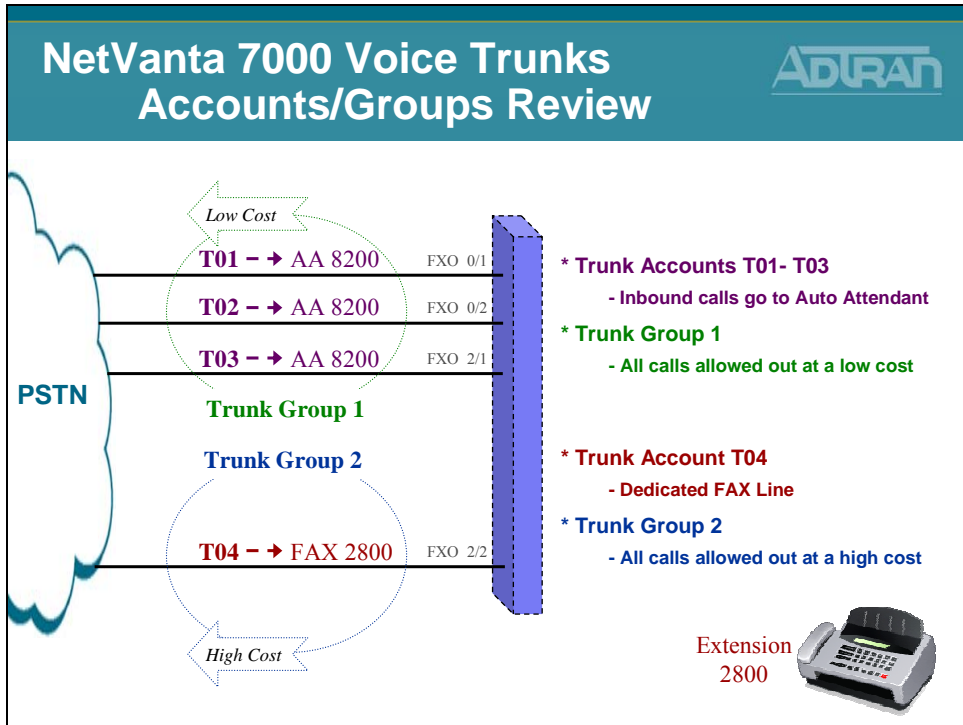 NetVanta 7000 Voice Trunks
Accounts/Groups Review
ADTRAN
Low Cost
T01 – → AA 8200
FXO 0/1
T02 – → AA 8200
FXO 0/2
T03 – → AA 8200
FXO 2/1
PSTN
Trunk Group 1
Trunk Group 2
T04 – → FAX 2800
FXO 2/2
High Cost
* Trunk Accounts T01- T03
- Inbound calls go to Auto Attendant
* Trunk Group 1
- All calls allowed out at a low cost
* Trunk Account T04
- Dedicated FAX Line
* Trunk Group 2
- All calls allowed out at a high cost
Extension
2800